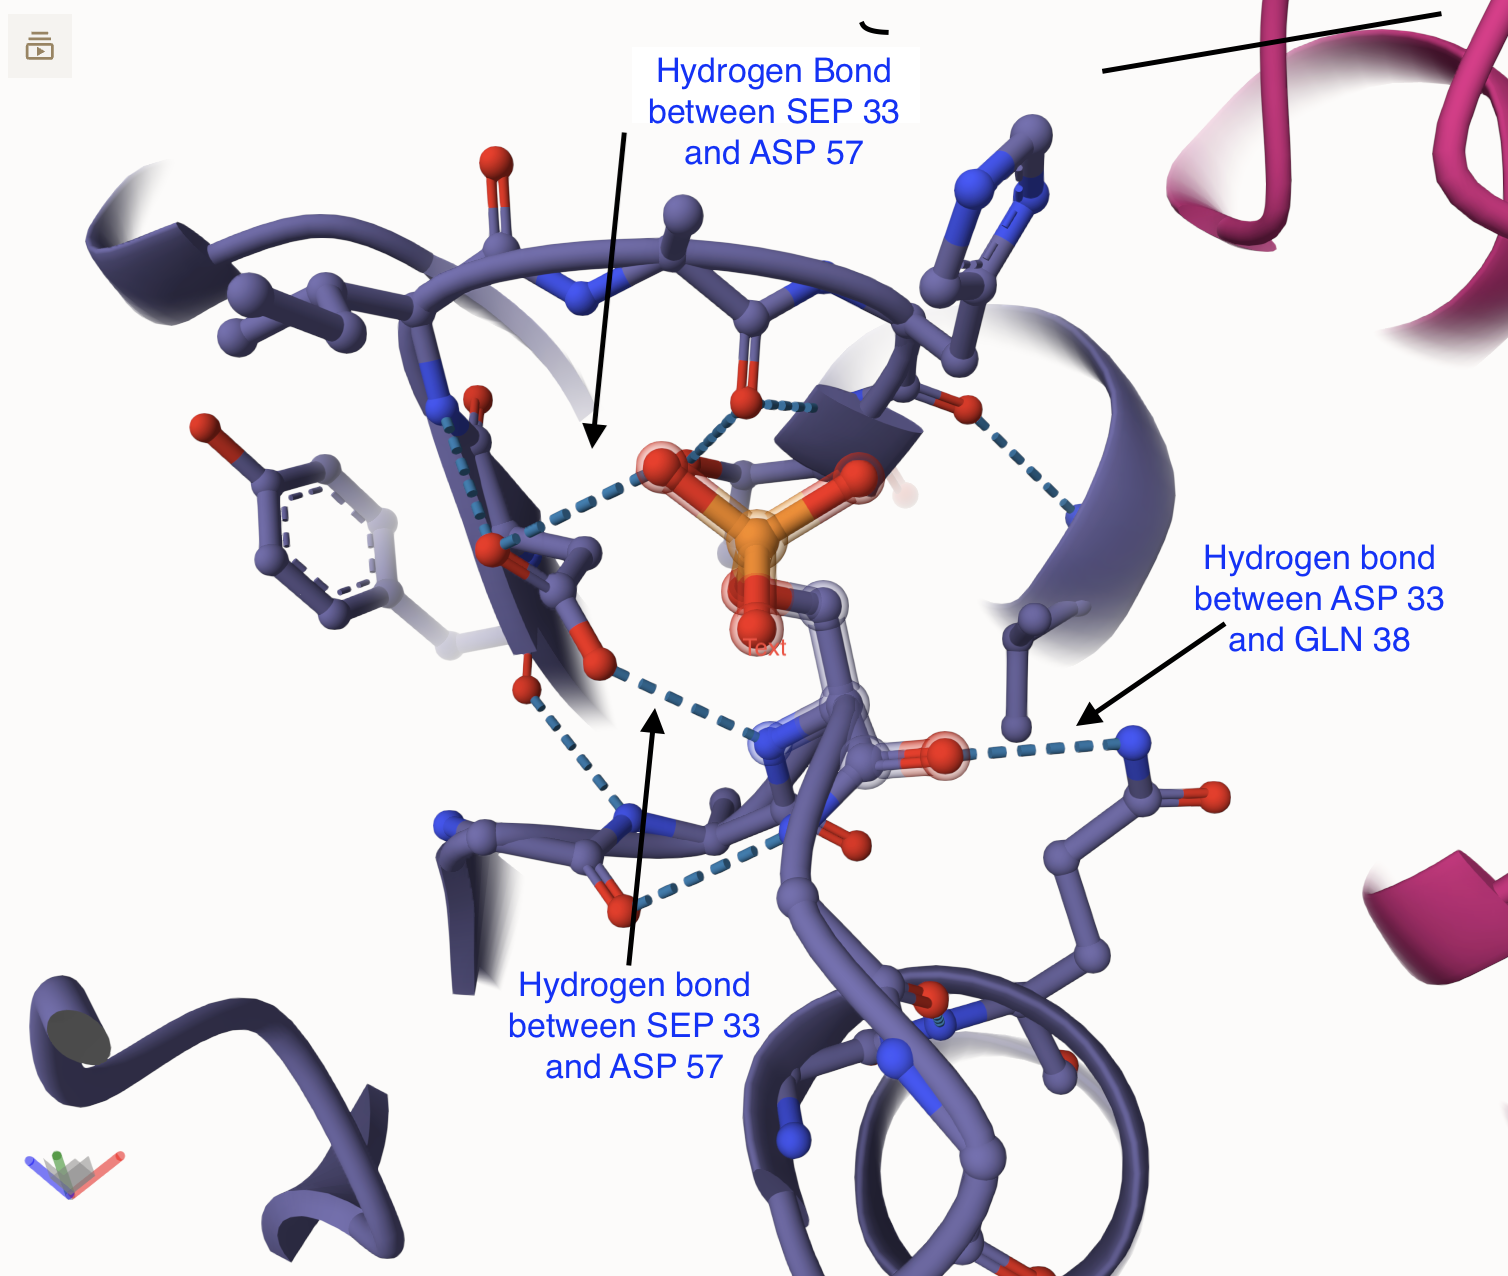 Hydrogen Bond
between SEP 33
and ASP 57
Hydrogen bond
between ASP 33
and GLN 38
Text
Hydrogen bond
between SEP 33
and ASP 57